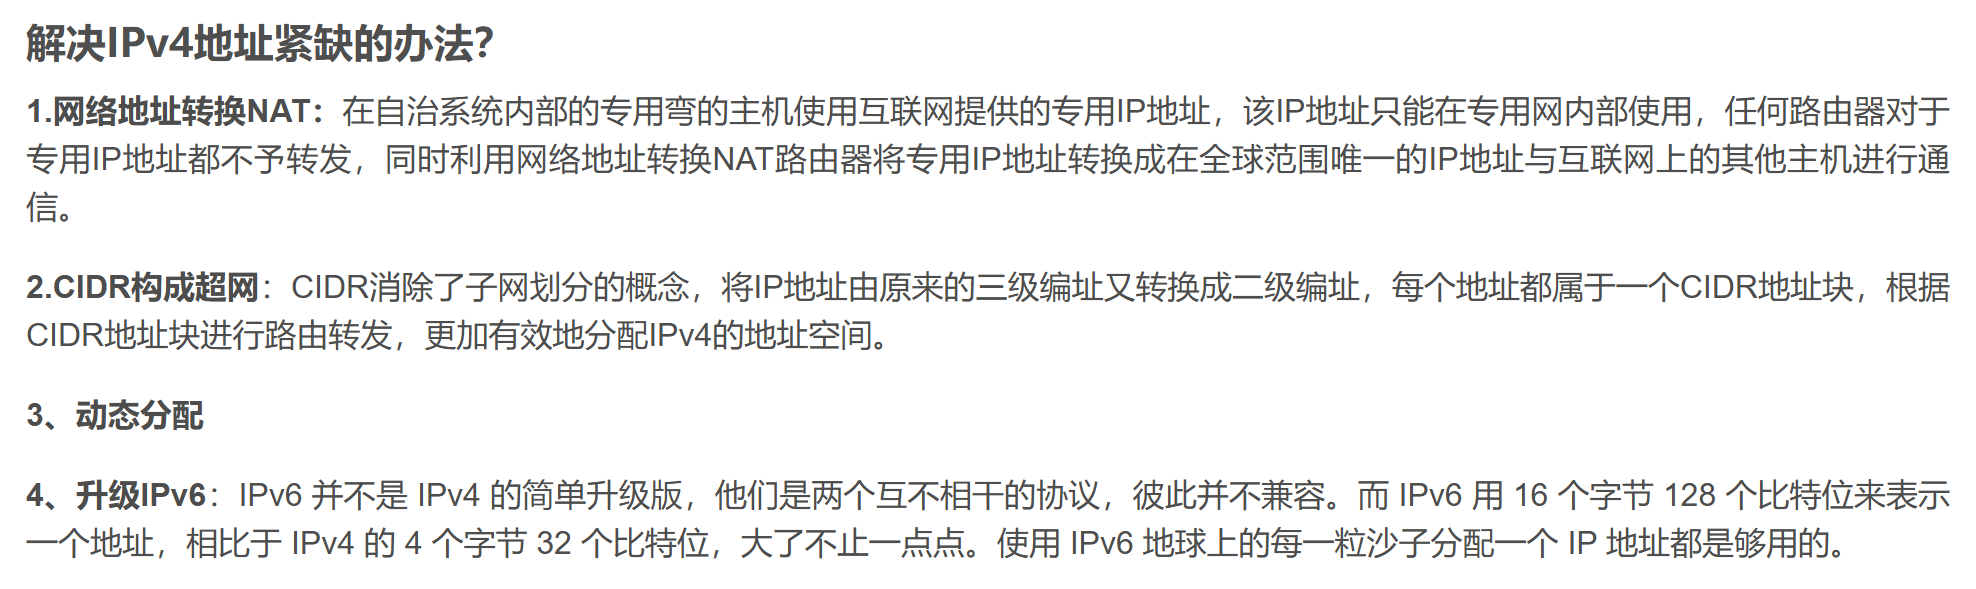 解决IPv4地址紧缺的办法？
1.网络地址转换NAT：在自治系统内部的专用弯的主机使用互联网提供的专用IP地址，该IP地址只能在专用网内部使用，任何路由器对于
专用IP地址都不予转发，同时利用网络地址转换NAT路由器将专用IP地址转换成在全球范围唯一的IP地址与互联网上的其他主机进行通
信。
2.CIDR构成超网：CIDR消除了子网划分的概念，将IP地址由原来的三级编址又转换成二级编址，每个地址都属于一个CIDR地址块，根据
CIDR地址块进行路由转发，更加有效地分配IPv4的地址空间。
3、动态分配
4、升级IPv6：IPv6 并不是 IPv4 的简单升级版，他们是两个互不相干的协议，彼此并不兼容。而 IPv6 用 16 个字节 128 个比特位来表示
一个地址，相比于 IPv4 的 4 个字节 32 个比特位，大了不止一点点。使用 IPv6 地球上的每一粒沙子分配一个 IP 地址都是够用的。